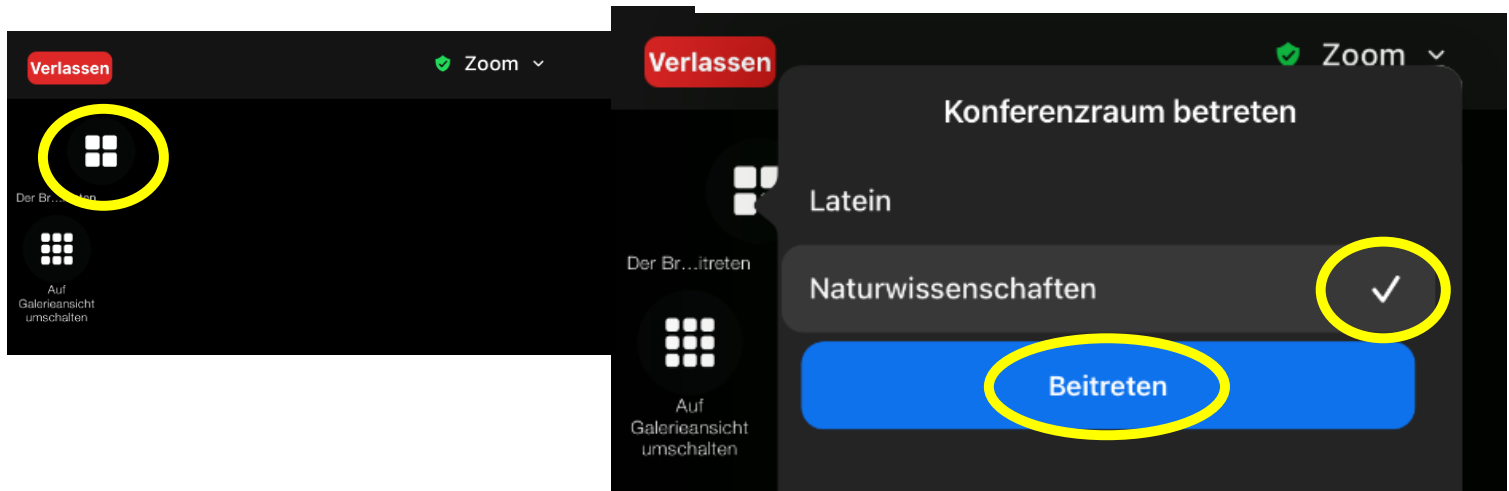 Verlassen
Zoom
Der Br…
Auf
Galerieansicht
umschalten
Verlassen
Zoom
Konferenzraum betreten
Latein
Der Br…itreten
Naturwissenschaften
Beitreten
Auf
Galerieansicht
umschalten